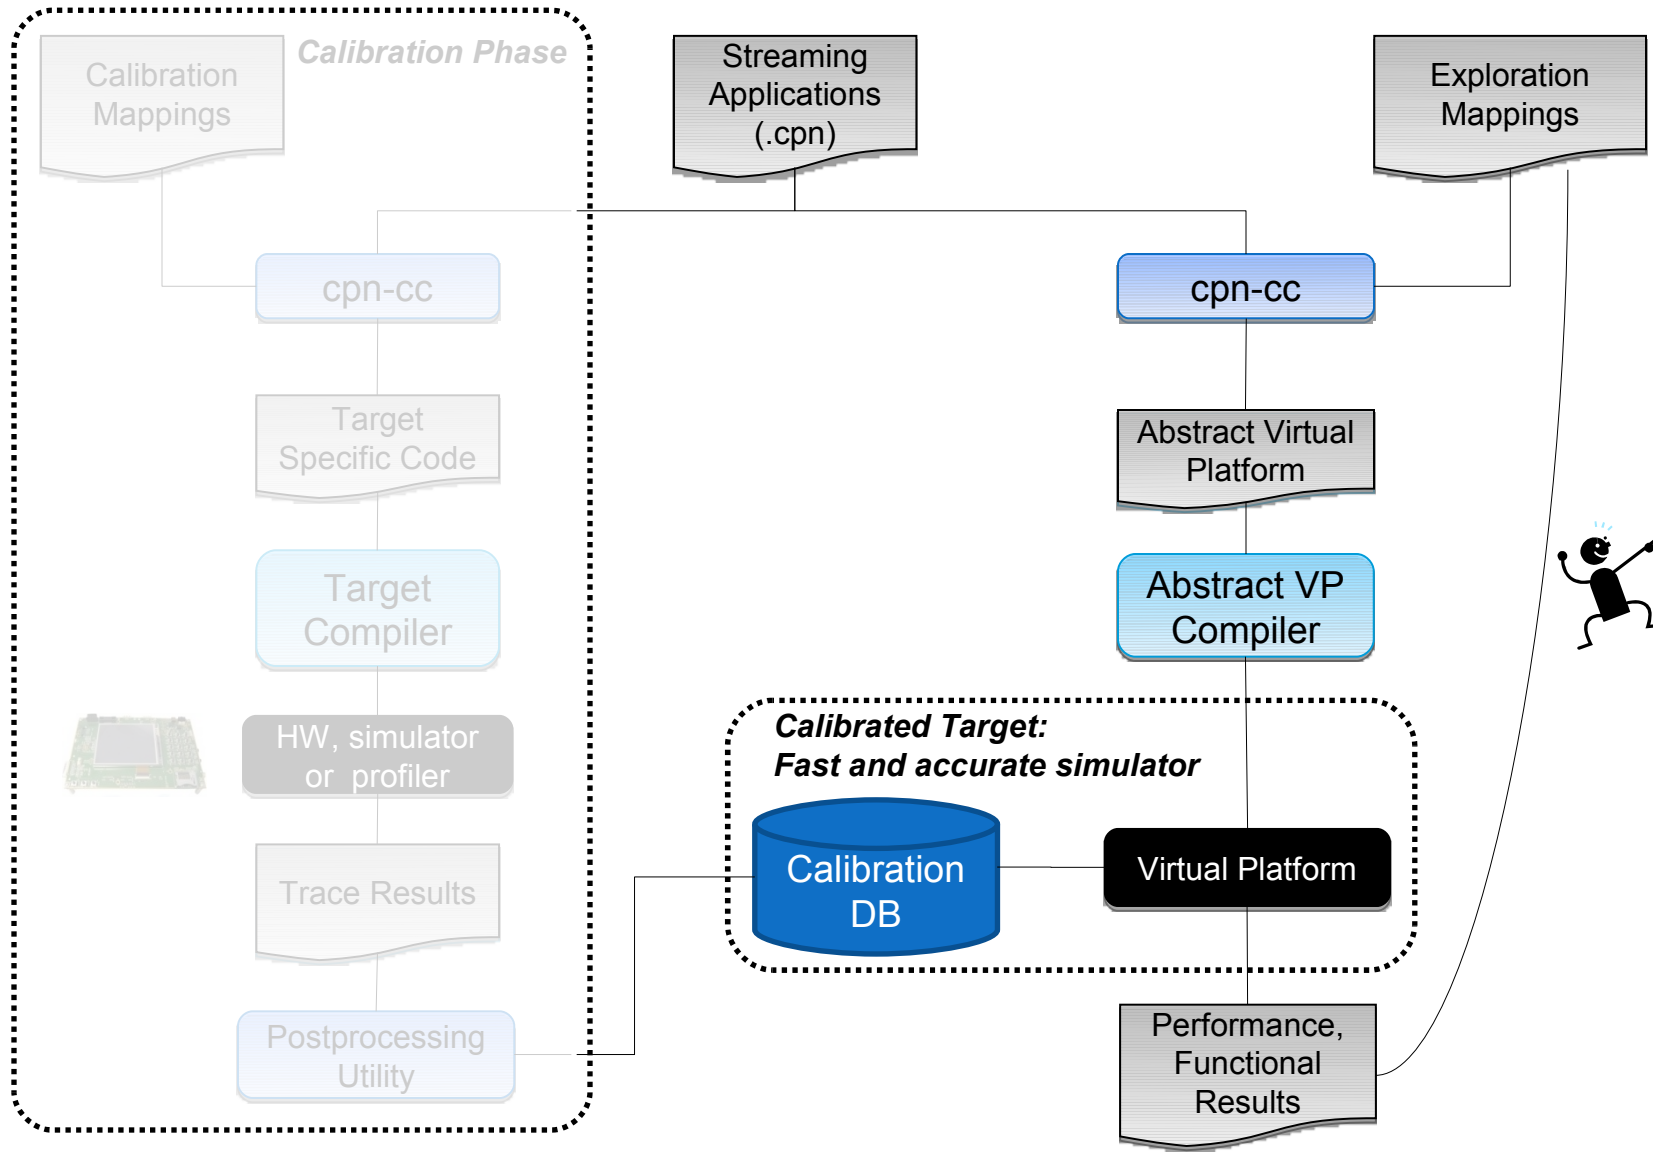 Calibration Phase
Calibration
Mappings
Streaming
Applications
(.cpn)
Exploration
Mappings
cpn-cc
cpn-cc
Target
Specific Code
Abstract Virtual
Platform
Target
Compiler
Abstract VP
Compiler
HW, simulator
or profiler
Calibrated Target:
Fast and accurate simulator
Trace Results
Calibration
DB
Virtual Platform
Postprocessing
Utility
Performance,
Functional
Results